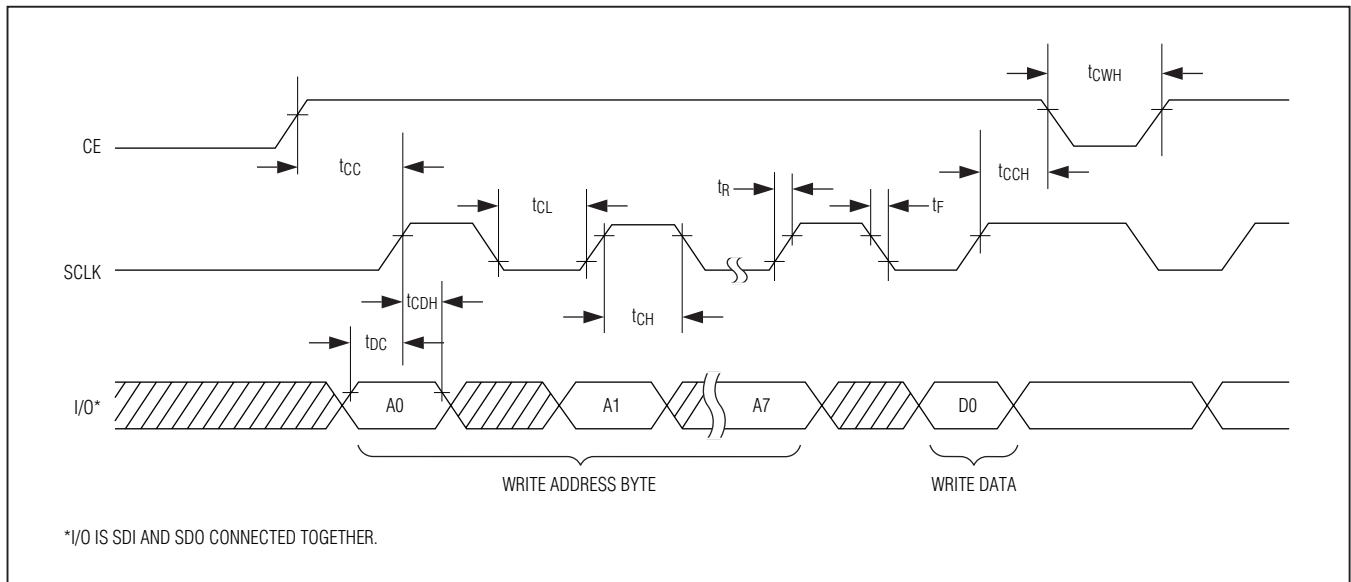 tCWH
CE
tCC
tCCH
tR
tF
tCL
SCLK
tCDH
tCH
tDC
I/O*
A0
A1
A7
D0
WRITE ADDRESS BYTE
WRITE DATA
*I/O IS SDI AND SDO CONNECTED TOGETHER.